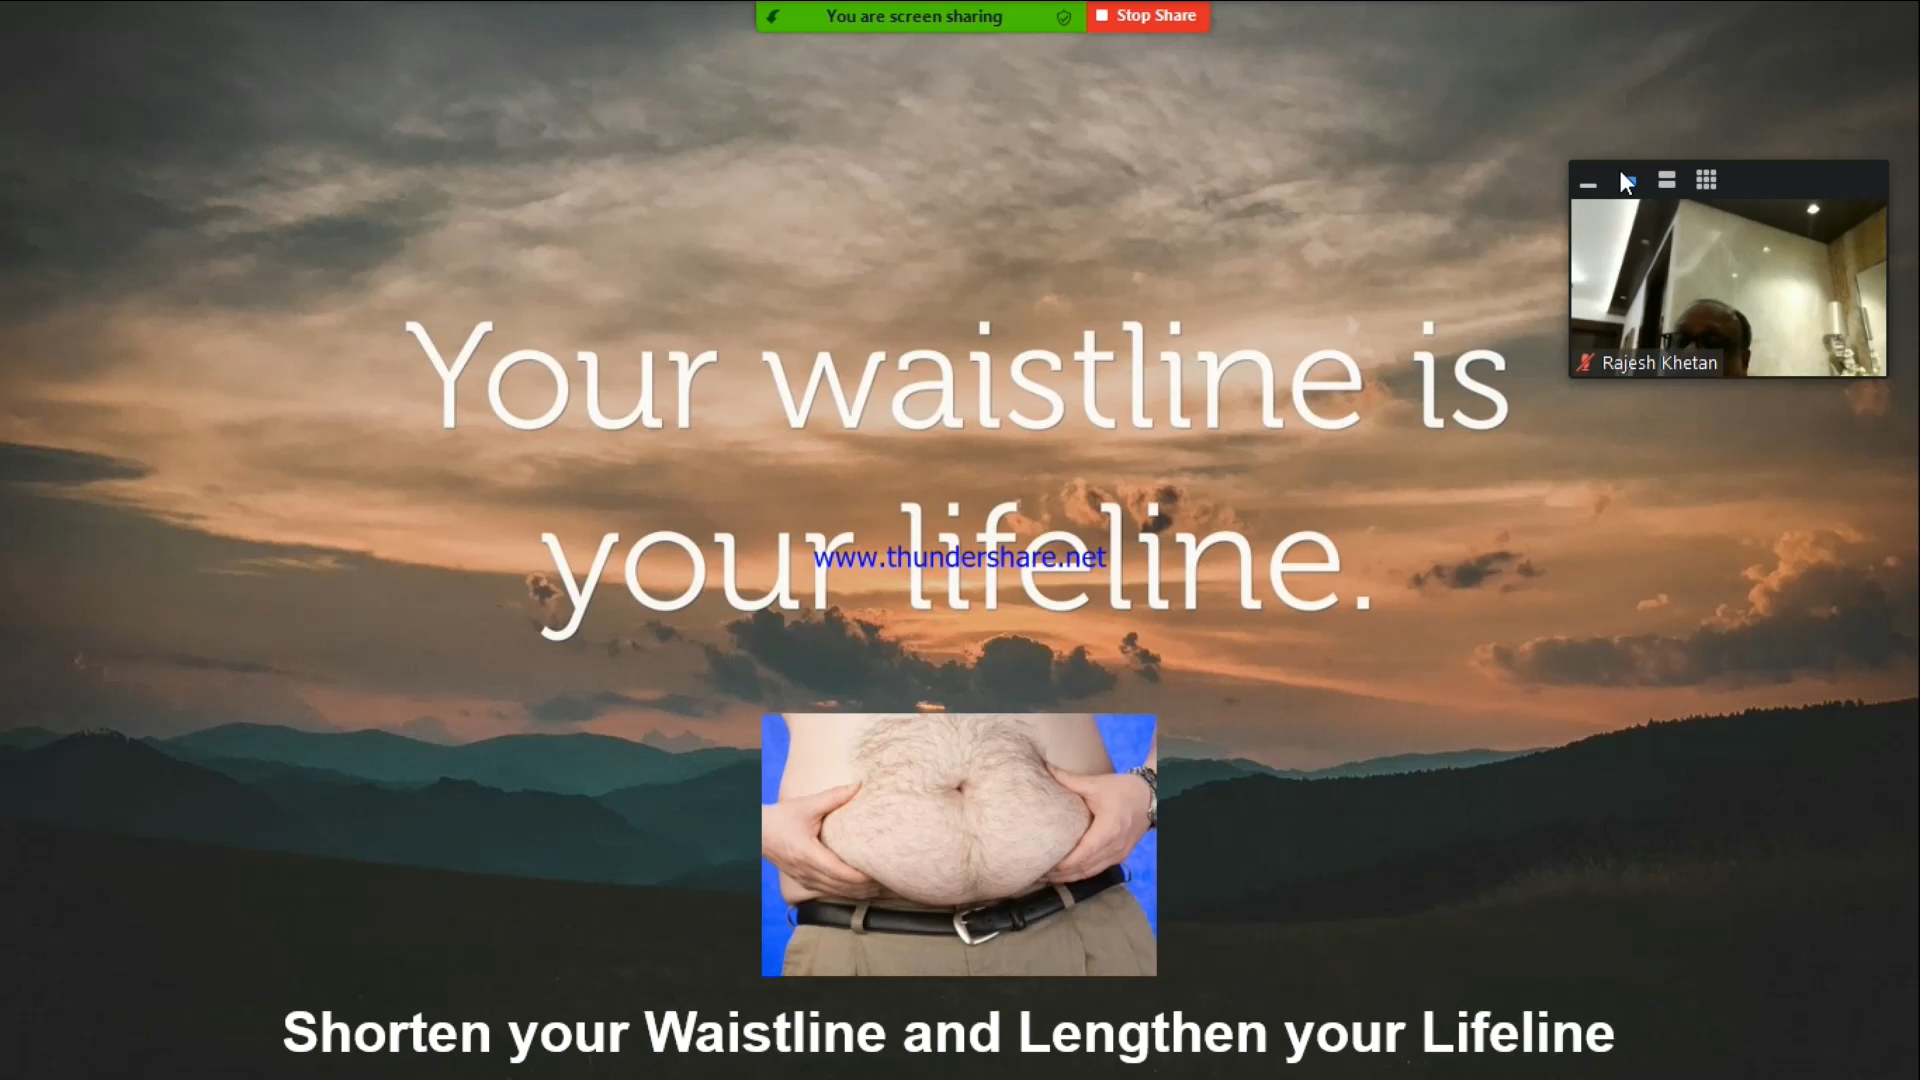 You are screen sharing
Stop Share
Your waistline is
Rajesh Khetan
your lifeline.
www.thundershare.net
Shorten your Waistline and Lengthen your Lifeline